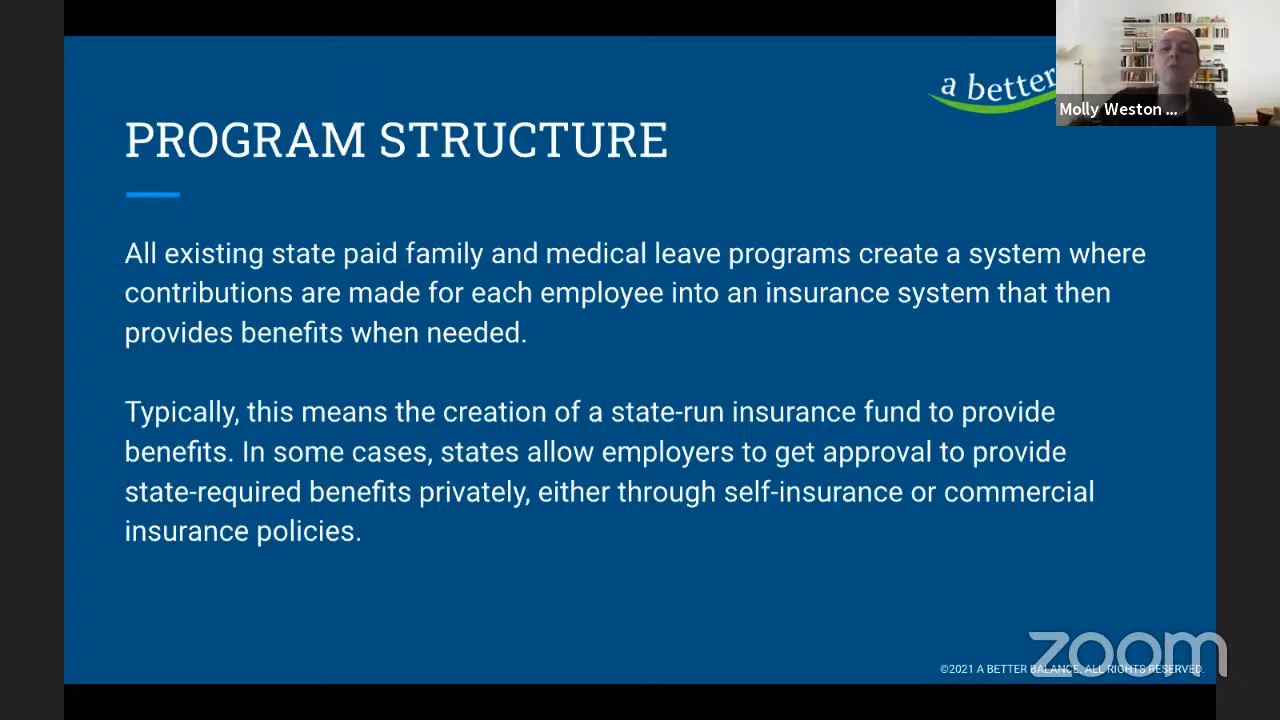 a better
Molly Weston ...
PROGRAM STRUCTURE
All existing state paid family and medical leave programs create a system where
contributions are made for each employee into an insurance system that then
provides benefits when needed.
Typically, this means the creation of a state-run insurance fund to provide
benefits. In some cases, states allow employers to get approval to provide
state-required benefits privately, either through self-insurance or commercial
insurance policies.
zoom
©2021 A BETTER BALANCE. ALL RIGHTS RESERVED.